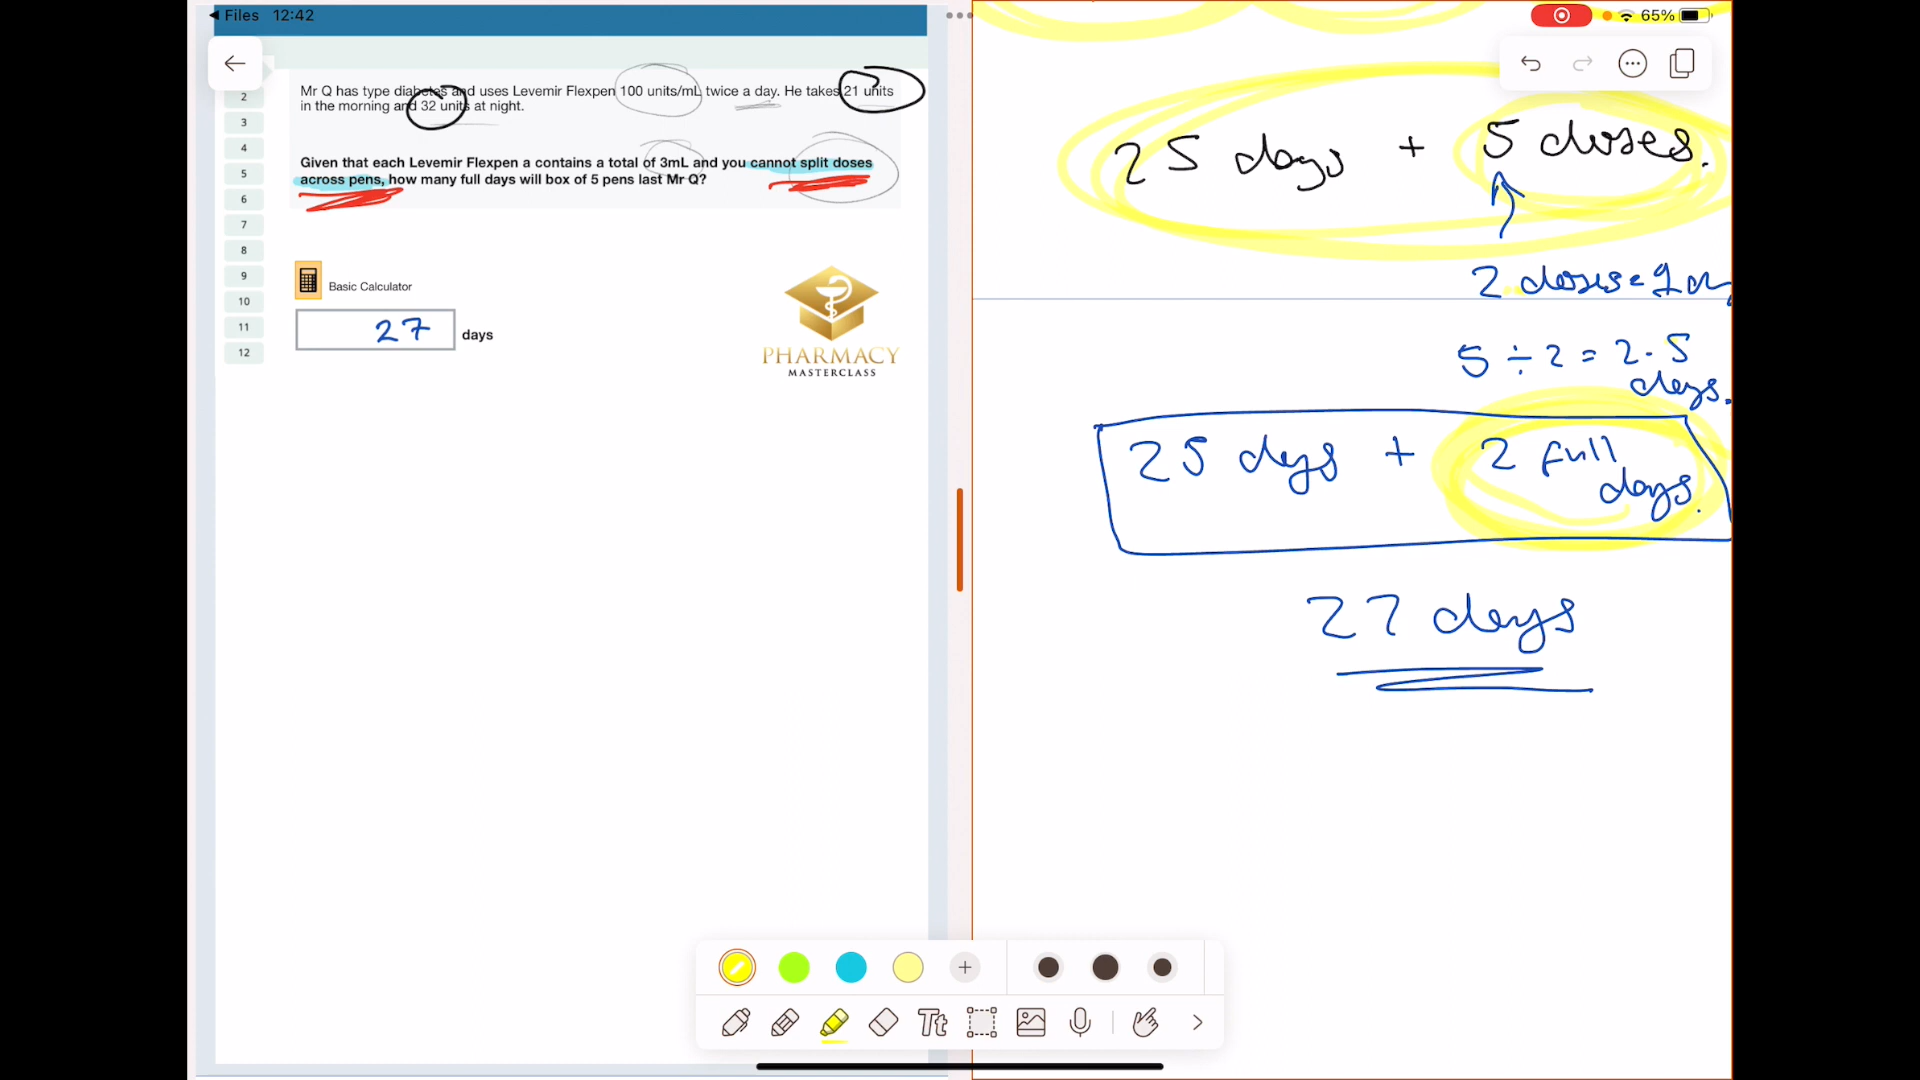 Files 12:42
65%
2
3
4
5
6
7
8
9
10
11
12
Mr Q has type diabetes and uses Levemir Flexpen 100 units/mL twice a day. He takes 21 units
in the morning and 32 units at night.
Given that each Levemir Flexpen a contains a total of 3mL and you cannot split doses
across pens, how many full days will box of 5 pens last Mr Q?
Basic Calculator
27 days
PHARMACY
MASTERCLASS
25 days + 5 doses.
2 doses = 1
5 ÷ 2 = 2.5
days.
25 days + 2 full
days.
27 days
Tt